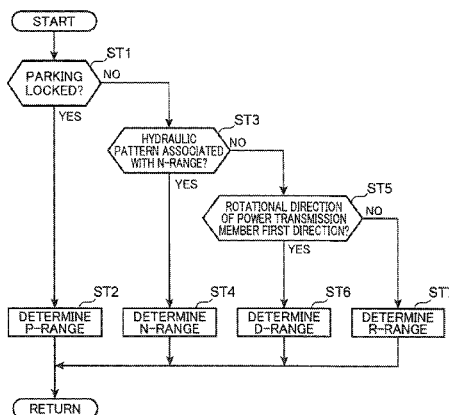 START
ST1
PARKING
LOCKED?
NO
YES
ST3
HYDRAULIC
PATTERN ASSOCIATED
WITH N-RANGE?
NO
YES
ST5
ROTATIONAL DIRECTION
OF POWER TRANSMISSION
MEMBER FIRST DIRECTION?
NO
YES
ST2
DETERMINE
P-RANGE
ST4
DETERMINE
N-RANGE
ST6
DETERMINE
D-RANGE
ST7
DETERMINE
R-RANGE
RETURN